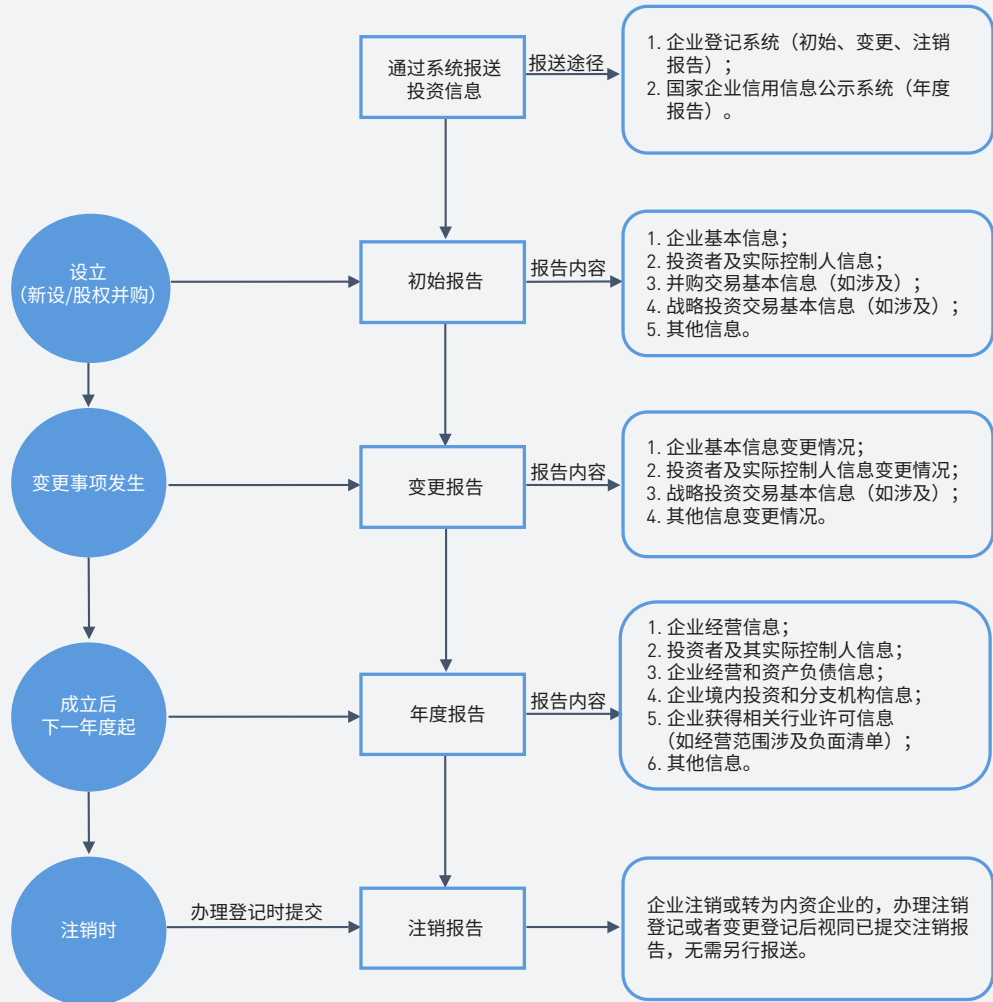 通过系统报送
投资信息
报送途径
1. 企业登记系统（初始、变更、注销
报告）；
2. 国家企业信用信息公示系统（年度
报告）。
设立
（新设/股权并购）
初始报告
报告内容
1. 企业基本信息；
2. 投资者及实际控制人信息；
3. 并购交易基本信息（如涉及）；
4. 战略投资交易基本信息（如涉及）；
5. 其他信息。
变更事项发生
变更报告
报告内容
1. 企业基本信息变更情况；
2. 投资者及实际控制人信息变更情况；
3. 战略投资交易基本信息（如涉及）；
4. 其他信息变更情况。
成立后
下一年度起
年度报告
报告内容
1. 企业经营信息；
2. 投资者及其实际控制人信息；
3. 企业经营和资产负债信息；
4. 企业境内投资和分支机构信息；
5. 企业获得相关行业许可信息
（如经营范围涉及负面清单）；
6. 其他信息。
注销时
办理登记时提交
注销报告
企业注销或转为内资企业的，办理注销
登记或者变更登记后视同已提交注销报
告，无需另行报送。